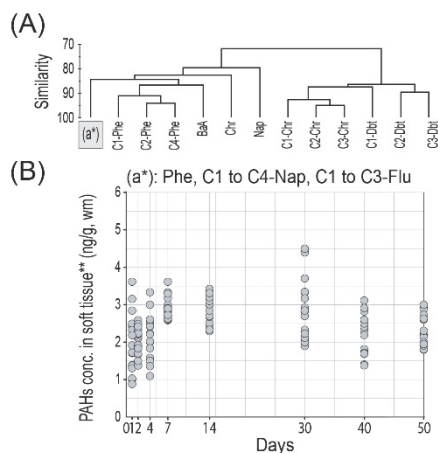 (A)
Similarity
70
80
90
100
(a*)
C1-Phe
C2-Phe
C4-Phe
BaA
Chr
Nap
C1-Chr
C2-Chr
C3-Chr
C1-Dbt
C2-Dbt
C3-Dbt
(B)
(a*): Phe, C1 to C4-Nap, C1 to C3-Flu
PAHs conc. in soft tissue** (ng/g, wm)
6
5
4
3
2
1
0
0 1 2 4 7 14 30 40 50
Days